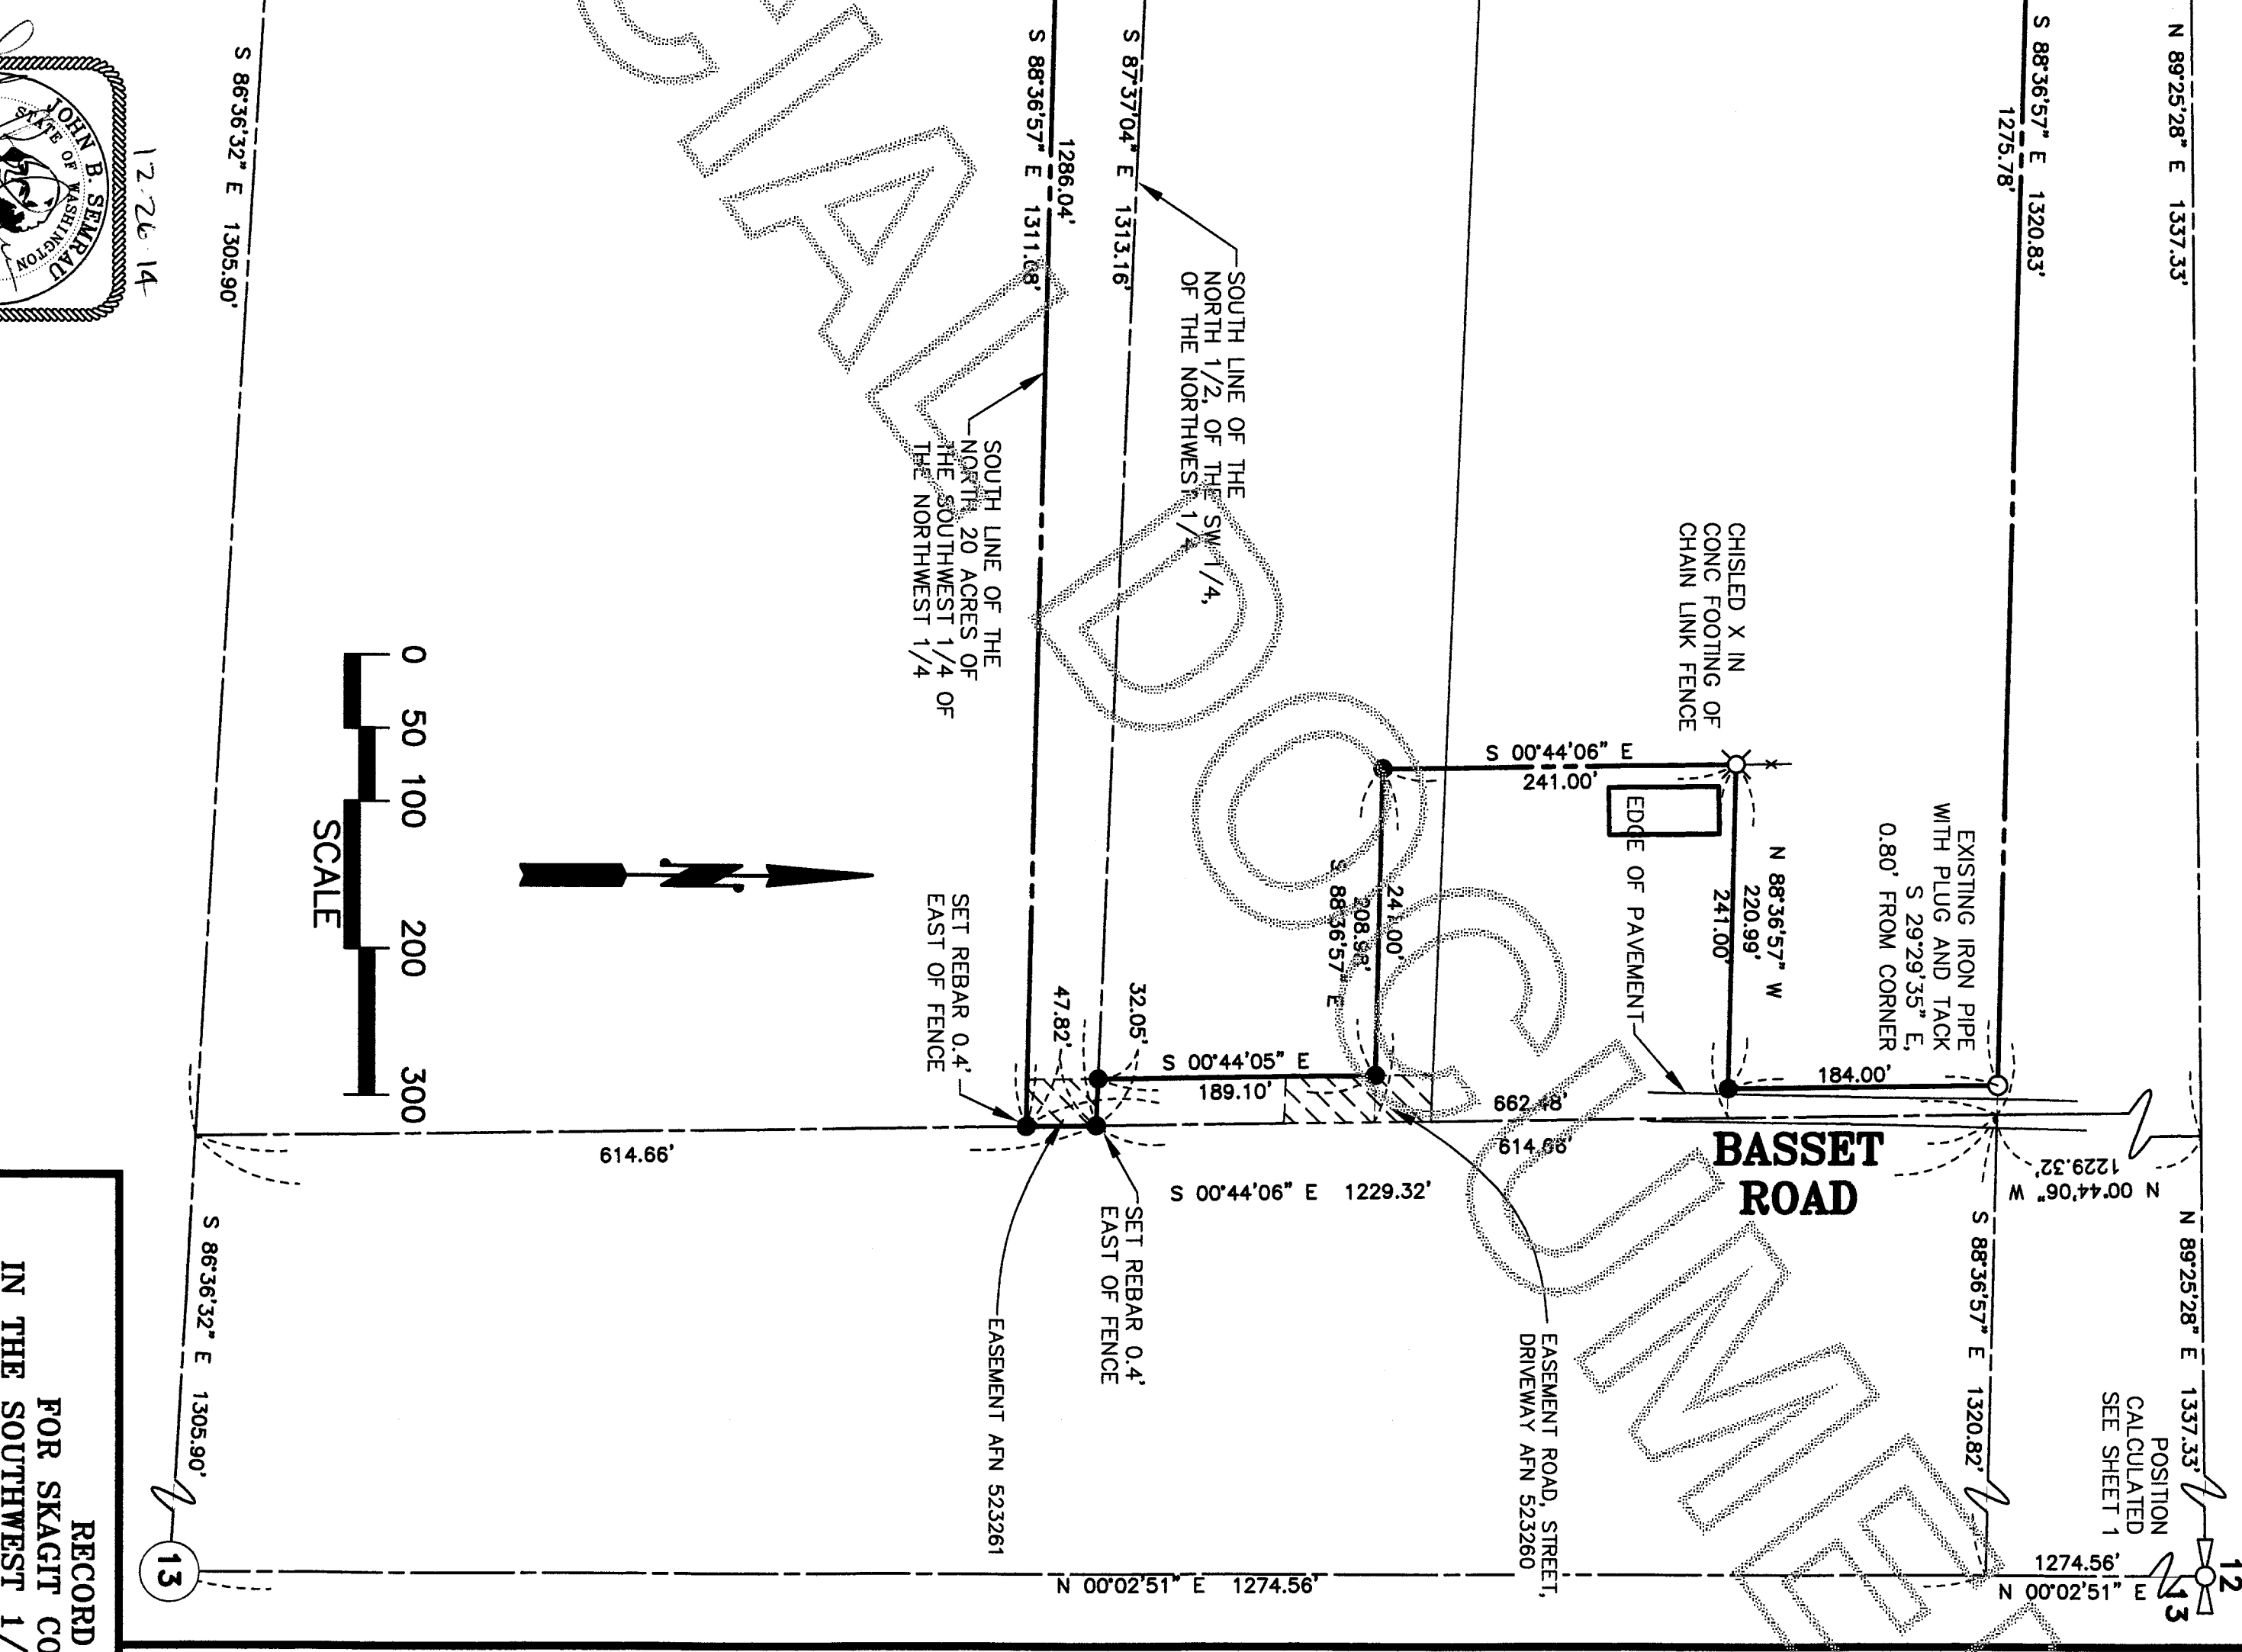 N 89°25'28" E 1337.33'
S 88°36'57" E 1320.83'
1275.78'
S 87°37'04" E 1313.16'
1286.04'
S 88°36'57" E 1311.08'
S 86°36'32" E 1305.90'
12-26-14
JOHN B. SEMRAU
STATE OF WASHINGTON
SOUTH LINE OF THE
NORTH 1/2, OF THE SW 1/4,
OF THE NORTHWEST 1/4
SOUTH LINE OF THE
NORTH 20 ACRES OF
THE SOUTHWEST 1/4 OF
THE NORTHWEST 1/4
CHISLED X IN
CONC FOOTING OF
CHAIN LINK FENCE
S 00°44'06" E
241.00'
X
EDGE OF PAVEMENT
N 88°36'57" W
220.99'
241.00'
EXISTING IRON PIPE
WITH PLUG AND TACK
S 29°29'35" E,
0.80' FROM CORNER
241.00'
208.98'
S 88°36'57" E
0 50 100 200 300
SCALE
SET REBAR 0.4'
EAST OF FENCE
47.82'
32.05'
S 00°44'05" E
189.10'
184.00'
662.48'
614.66'
614.66'
BASSET
ROAD
N 00°44'06" W
1229.32'
S 00°44'06" E 1229.32'
SET REBAR 0.4'
EAST OF FENCE
EASEMENT AFN 523261
EASEMENT ROAD, STREET,
DRIVEWAY AFN 523260
N 89°25'28" E 1337.33'
S 88°36'57" E 1320.82'
S 86°36'32" E 1305.90'
POSITION
CALCULATED
SEE SHEET 1
12
13
1274.56'
N 00°02'51" E
N 00°02'51" E 1274.56'
13
RECORD
FOR SKAGIT CO
IN THE SOUTHWEST 1/
CIAL DOCUME